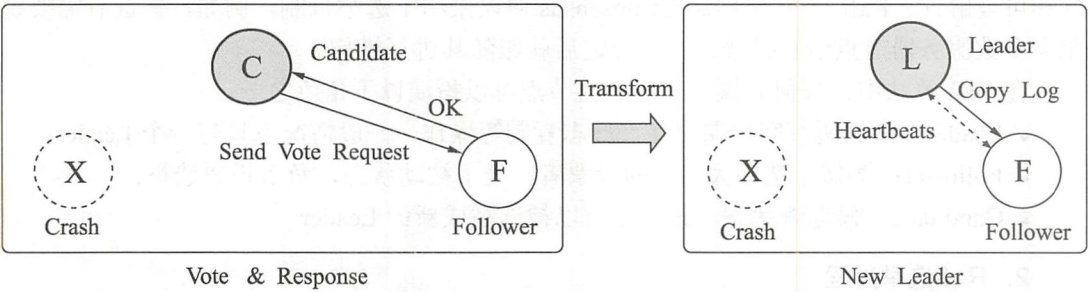 C
Candidate
OK
Send Vote Request
X
Crash
F
Follower
Vote & Response
Transform
L
Leader
Copy Log
Heartbeats
X
Crash
F
Follower
New Leader